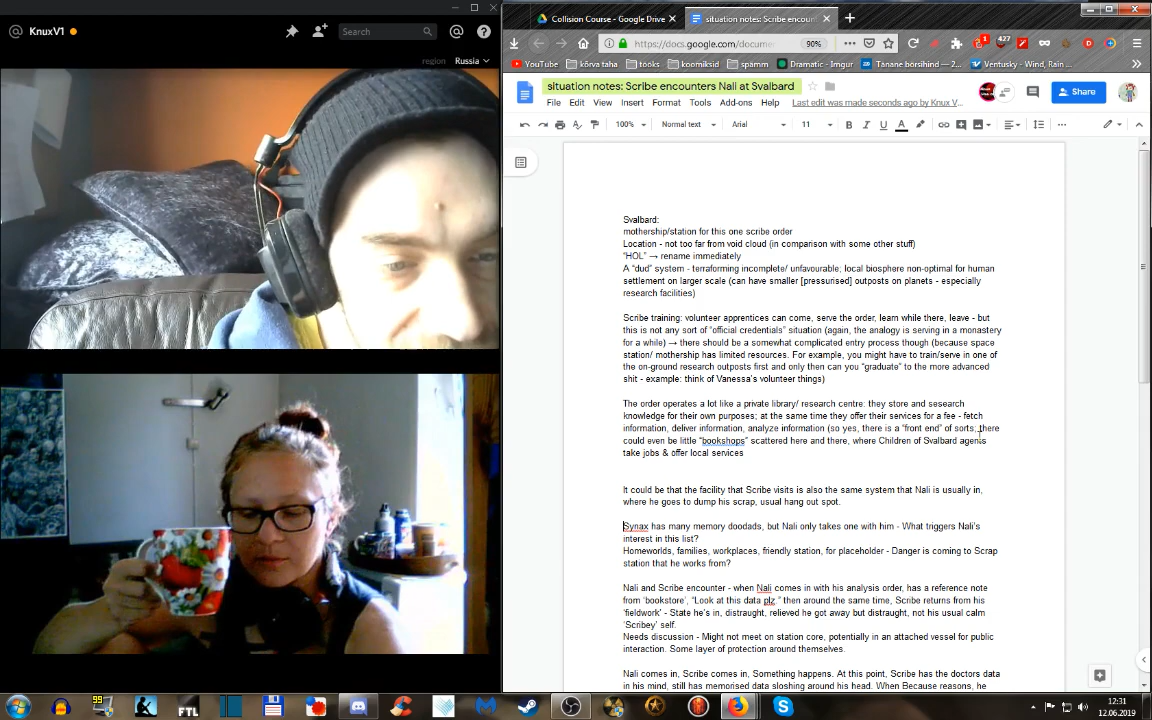 KnuxV1
Search
region Russia
Collision Course - Google Drive
situation notes: Scribe encount
https://docs.google.com/docume
90%
1
427
YouTube
kõrva taha
tööks
koomiksid
spämm
Dramatic - Imgur
Tänane börsihind — 2...
Ventusky - Wind, Rain ...
situation notes: Scribe encounters Nali at Svalbard
File Edit View Insert Format Tools Add-ons Help Last edit was made seconds ago by Knux V...
Share
100% Normal text Arial 11 B I U A
Svalbard:
mothership/station for this one scribe order
Location - not too far from void cloud (in comparison with some other stuff)
“HOL” → rename immediately
A “dud” system - terraforming incomplete/ unfavourable; local biosphere non-optimal for human
settlement on larger scale (can have smaller [pressurised] outposts on planets - especially
research facilities)
Scribe training: volunteer apprentices can come, serve the order, learn while there, leave - but
this is not any sort of “official credentials” situation (again, the analogy is serving in a monastery
for a while) → there should be a somewhat complicated entry process though (because space
station/ mothership has limited resources. For example, you might have to train/serve in one of
the on-ground research outposts first and only then can you “graduate” to the more advanced
shit - example: think of Vanessa's volunteer things)
The order operates a lot like a private library/ research centre: they store and sesearch
knowledge for their own purposes; at the same time they offer their services for a fee - fetch
information, deliver information, analyze information (so yes, there is a “front end” of sorts; there
could even be little “bookshops” scattered here and there, where Children of Svalbard agents
take jobs & offer local services
It could be that the facility that Scribe visits is also the same system that Nali is usually in,
where he goes to dump his scrap, usual hang out spot.
Synax has many memory doodads, but Nali only takes one with him - What triggers Nali's
interest in this list?
Homeworlds, families, workplaces, friendly station, for placeholder - Danger is coming to Scrap
station that he works from?
Nali and Scribe encounter - when Nali comes in with his analysis order, has a reference note
from ‘bookstore’, “Look at this data plz.” then around the same time, Scribe returns from his
‘fieldwork’ - State he's in, distraught, relieved he got away but distraught, not his usual calm
‘Scribey’ self.
Needs discussion - Might not meet on station core, potentially in an attached vessel for public
interaction. Some layer of protection around themselves.
Nali comes in, Scribe comes in, Something happens. At this point, Scribe has the doctors data
in his mind, still has memorised data sloshing around his head. When Because reasons, he
99
FTL
12:31
12.06.2019